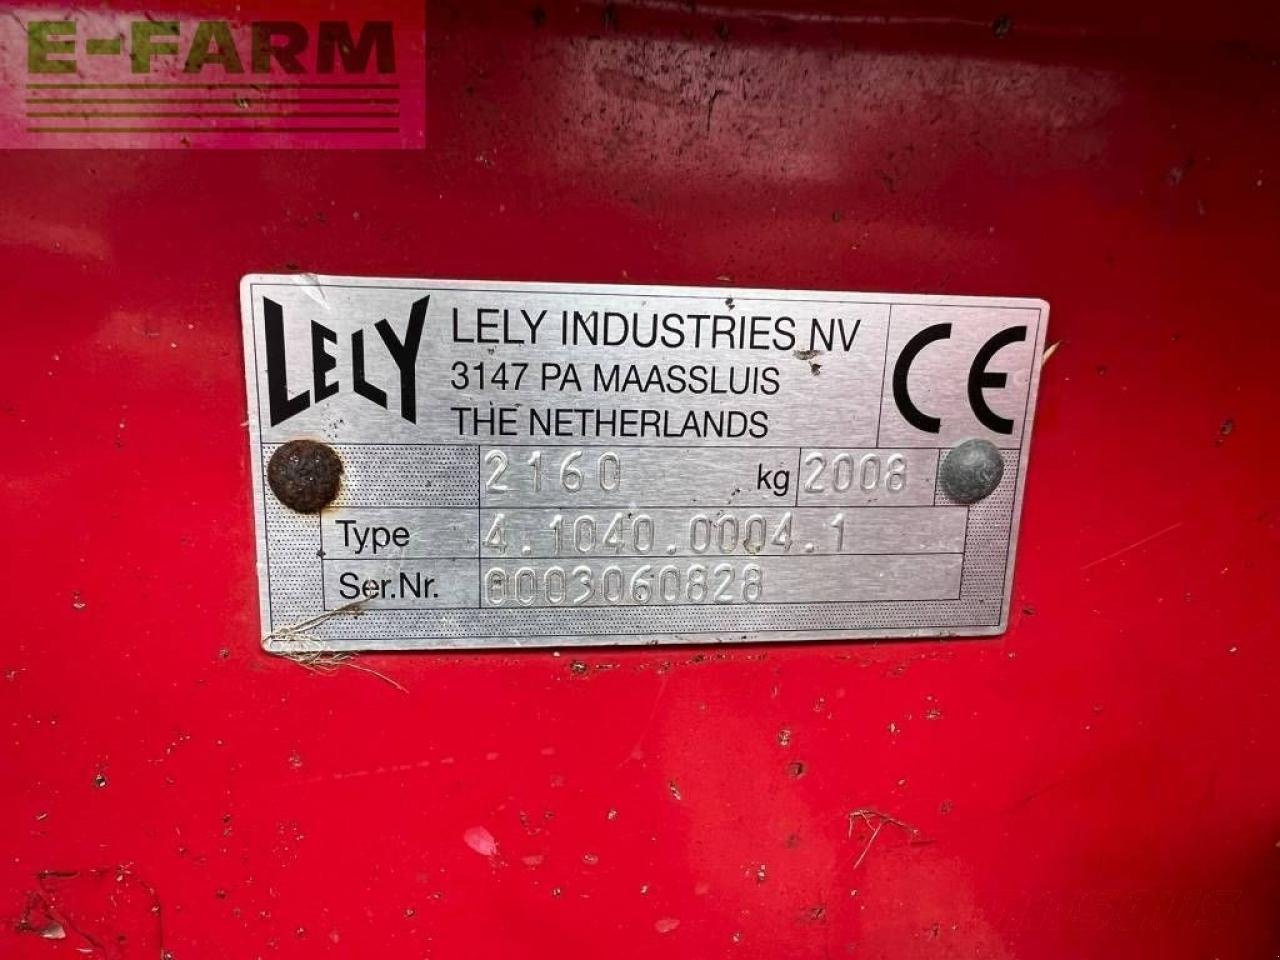 E-FARM
LELY
LELY INDUSTRIES NV
3147 PA MAASSLUIS
THE NETHERLANDS
CE
2160 kg 2008
Type 4.1040.0004.1
Ser.Nr. 0003060828